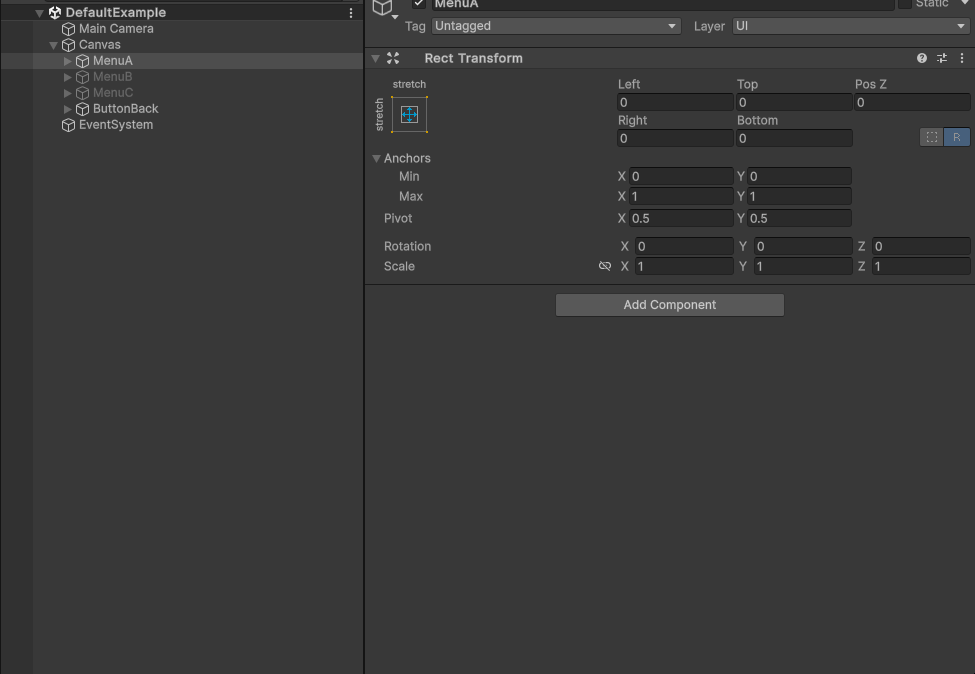 DefaultExample
Main Camera
Canvas
MenuA
MenuB
MenuC
ButtonBack
EventSystem
MenuA Static
Tag Untagged Layer UI
Rect Transform
stretch Left Top Pos Z
stretch 0 0 0
Right Bottom
0 0 R
Anchors
Min X 0 Y 0
Max X 1 Y 1
Pivot X 0.5 Y 0.5
Rotation X 0 Y 0 Z 0
Scale X 1 Y 1 Z 1
Add Component